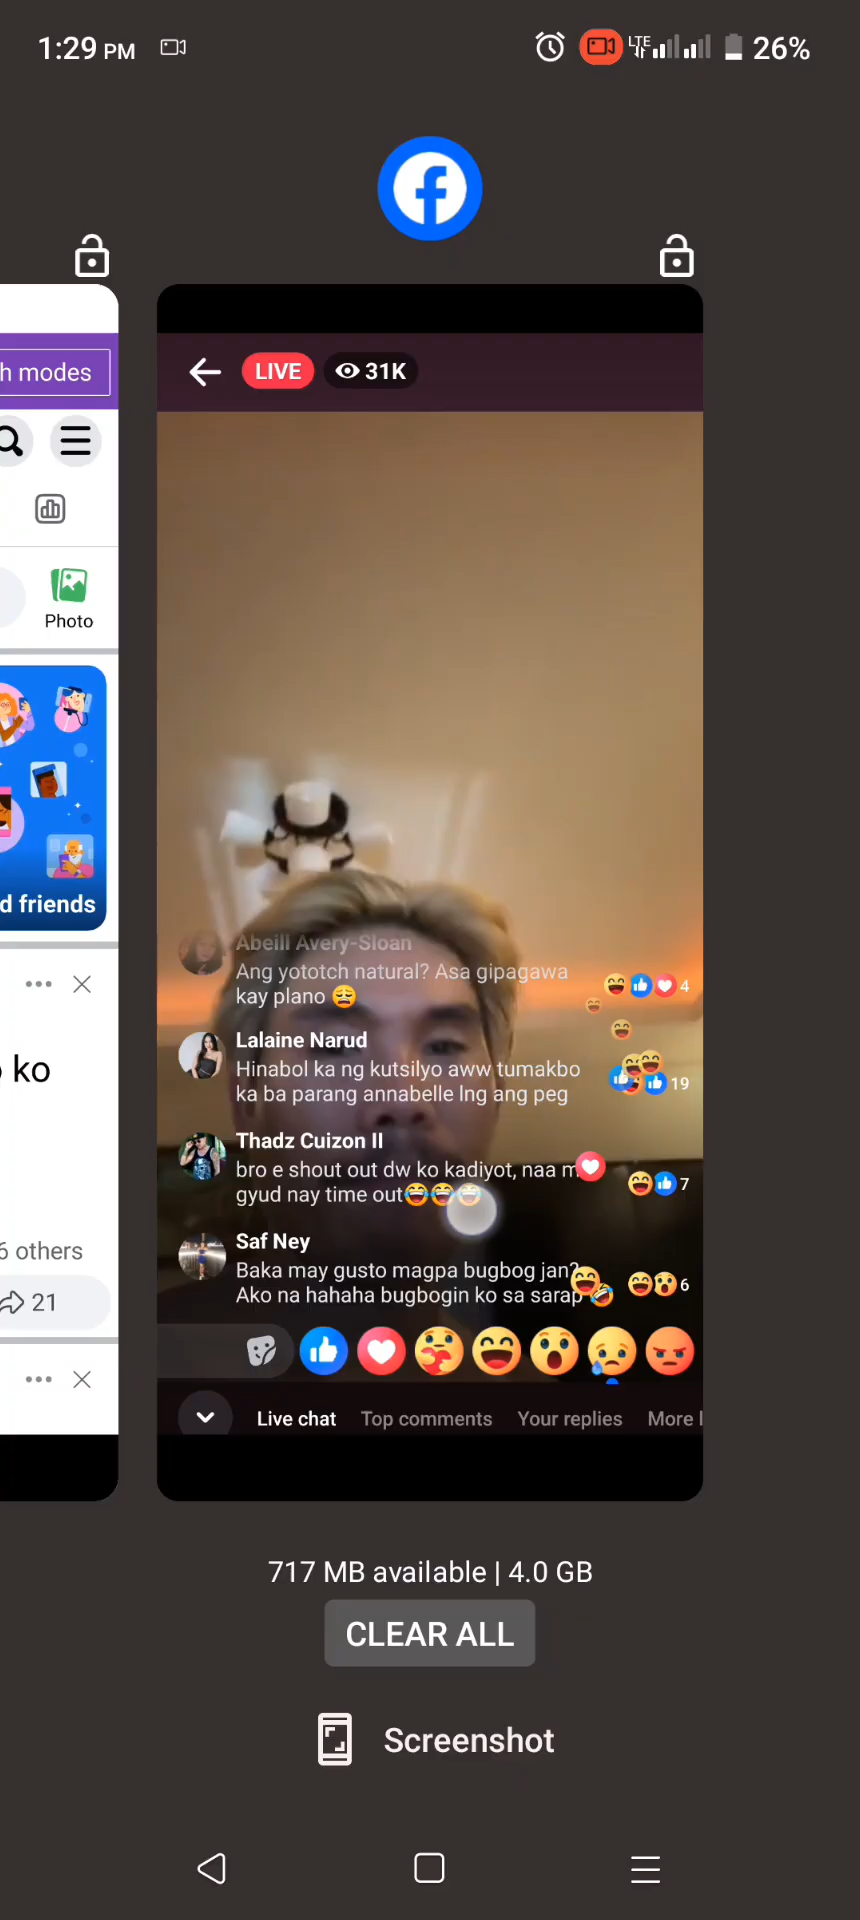 1:29 PM
LTE
26%
h modes
Photo
d friends
ko
6 others
21
LIVE
31K
Abeill Avery-Sloan
Ang yototch natural? Asa gipagawa
kay plano
4
Lalaine Narud
Hinabol ka ng kutsilyo aww tumakbo
ka ba parang annabelle lng ang peg
19
Thadz Cuizon II
bro e shout out dw ko kadiyot, naa m
gyud nay time out
7
Saf Ney
Baka may gusto magpa bugbog jan?
Ako na hahaha bugbogin ko sa sarap
6
Live chat Top comments Your replies More l
717 MB available | 4.0 GB
CLEAR ALL
Screenshot